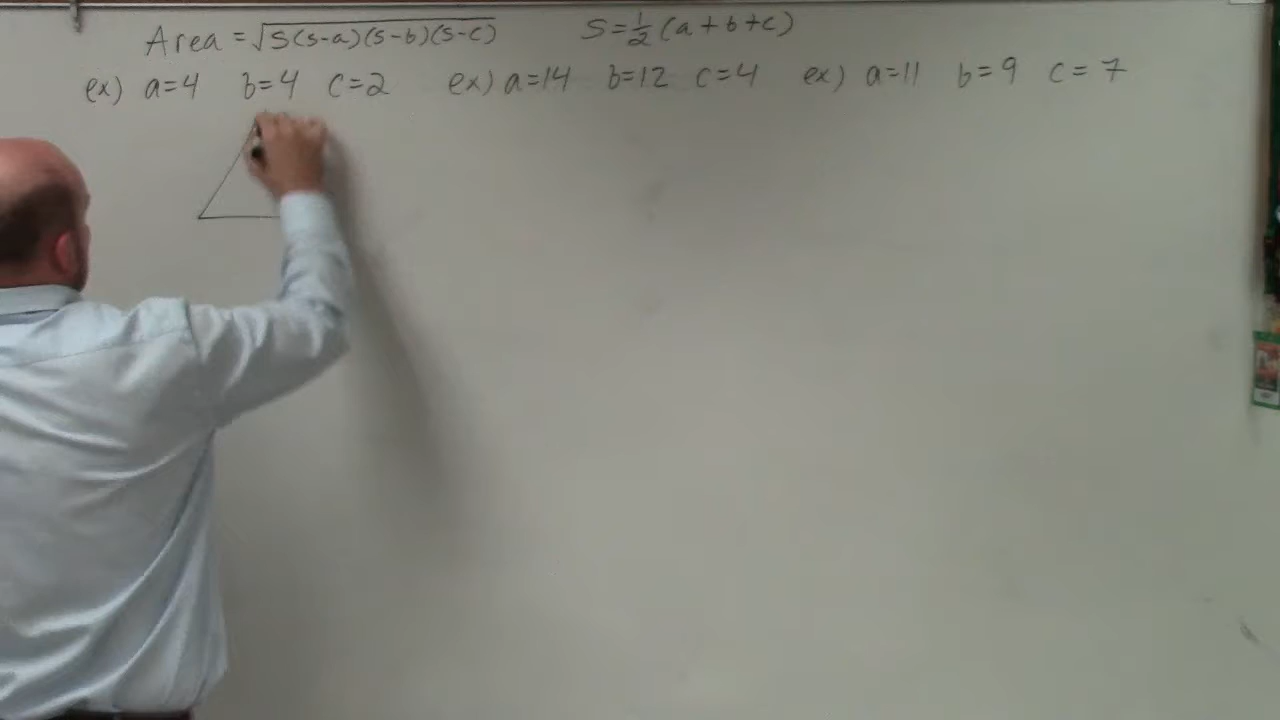 Area = √s(s-a)(s-b)(s-c) s=½(a+b+c)
ex) a=4 b=4 c=2 ex) a=14 b=12 c=4 ex) a=11 b=9 c=7